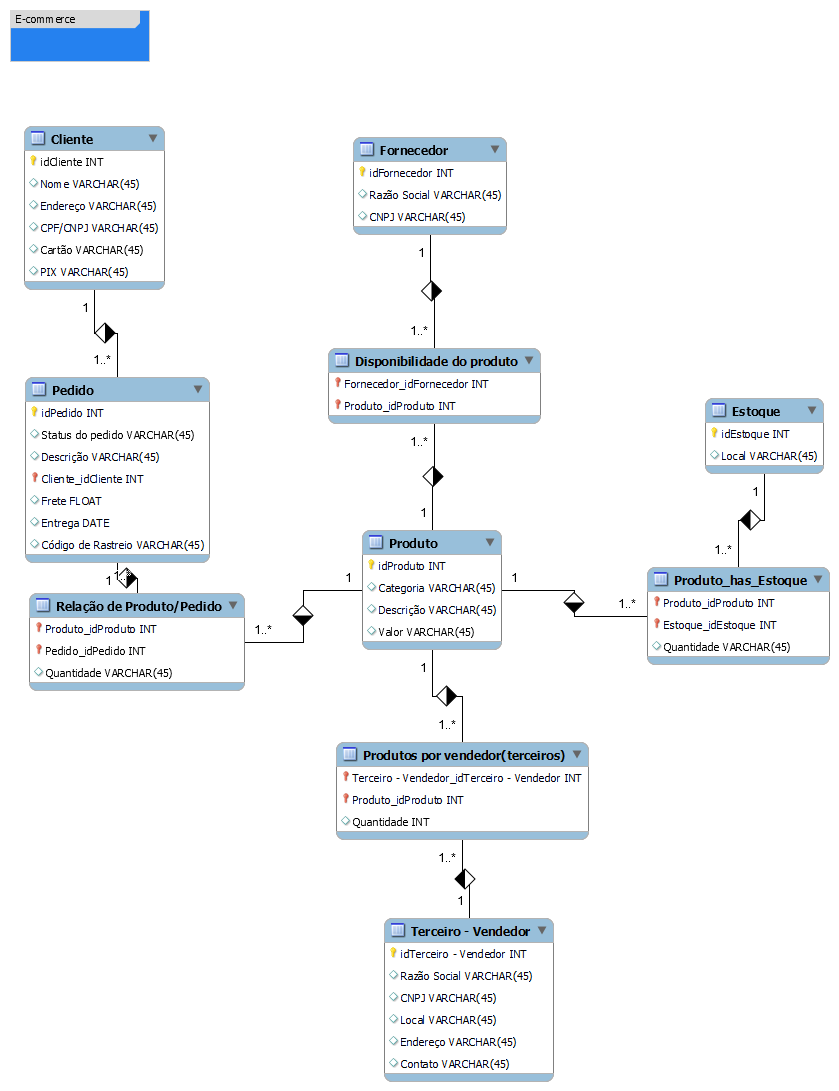 E-commerce
Cliente
idCliente INT
Nome VARCHAR(45)
Endereço VARCHAR(45)
CPF/CNPJ VARCHAR(45)
Cartão VARCHAR(45)
PIX VARCHAR(45)
1
1..*
Pedido
idPedido INT
Status do pedido VARCHAR(45)
Descrição VARCHAR(45)
Cliente_idCliente INT
Frete FLOAT
Entrega DATE
Código de Rastreio VARCHAR(45)
1
1..*
Relação de Produto/Pedido
Produto_idProduto INT
Pedido_idPedido INT
Quantidade VARCHAR(45)
1..*
1
Fornecedor
idFornecedor INT
Razão Social VARCHAR(45)
CNPJ VARCHAR(45)
1
1..*
Disponibilidade do produto
Fornecedor_idFornecedor INT
Produto_idProduto INT
1..*
1
Produto
idProduto INT
Categoria VARCHAR(45)
Descrição VARCHAR(45)
Valor VARCHAR(45)
1
1..*
Estoque
idEstoque INT
Local VARCHAR(45)
1
1..*
Produto_has_Estoque
Produto_idProduto INT
Estoque_idEstoque INT
Quantidade VARCHAR(45)
1
1..*
Produtos por vendedor(terceiros)
Terceiro - Vendedor_idTerceiro - Vendedor INT
Produto_idProduto INT
Quantidade INT
1..*
1
Terceiro - Vendedor
idTerceiro - Vendedor INT
Razão Social VARCHAR(45)
CNPJ VARCHAR(45)
Local VARCHAR(45)
Endereço VARCHAR(45)
Contato VARCHAR(45)